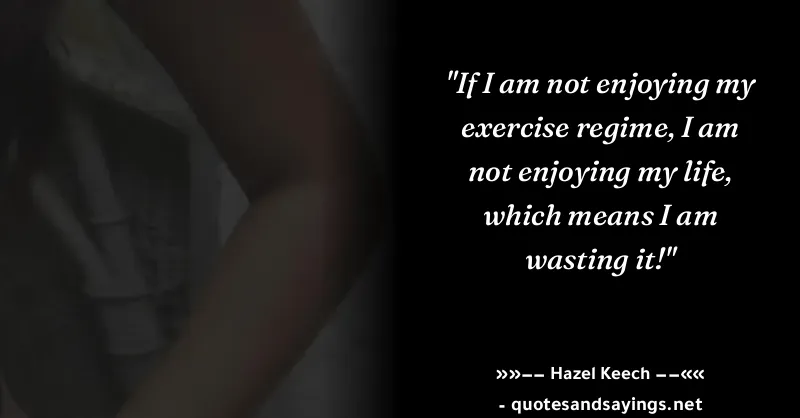 "If I am not enjoying my
exercise regime, I am
not enjoying my life,
which means I am
wasting it!"
»»–– Hazel Keech ––««
- quotesandsayings.net